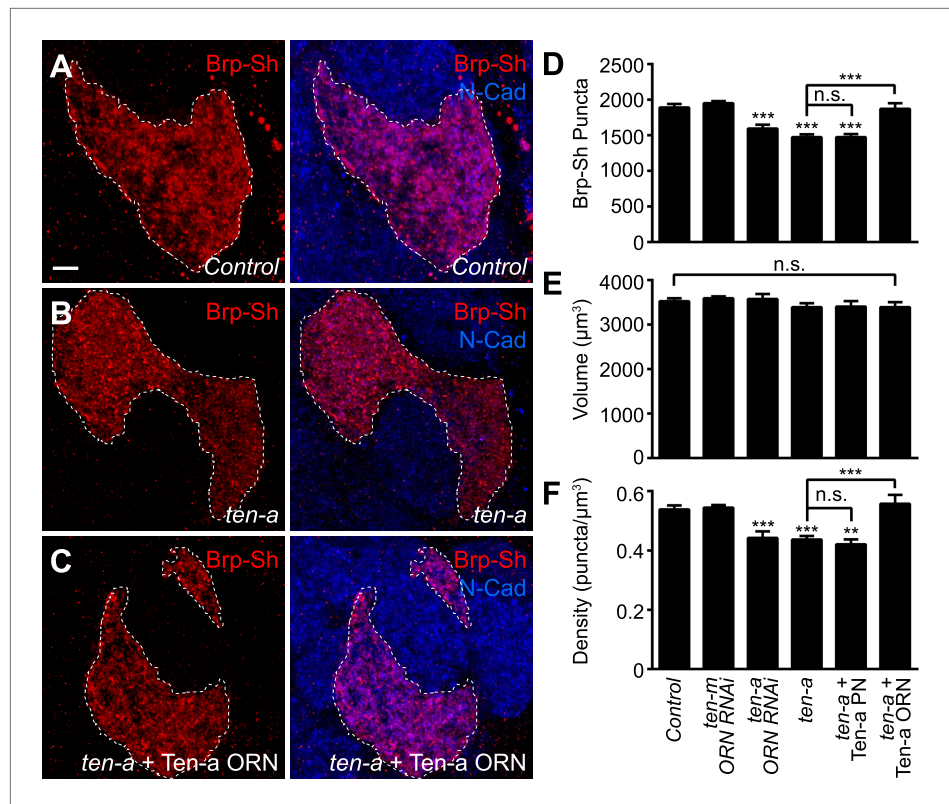 A
Brp-Sh
Control
Brp-Sh
N-Cad
Control
B
Brp-Sh
ten-a
Brp-Sh
N-Cad
ten-a
C
Brp-Sh
ten-a + Ten-a ORN
Brp-Sh
N-Cad
ten-a + Ten-a ORN
D
Brp-Sh Puncta
2500
2000
1500
1000
500
0
***
***
***
n.s.
***
E
Volume (µm³)
4000
3000
2000
1000
0
n.s.
F
Density (puncta/µm³)
0.6
0.4
0.2
0
***
***
**
n.s.
***
Control
ten-m
ORN RNAi
ten-a
ORN RNAi
ten-a
ten-a +
Ten-a PN
ten-a +
Ten-a ORN